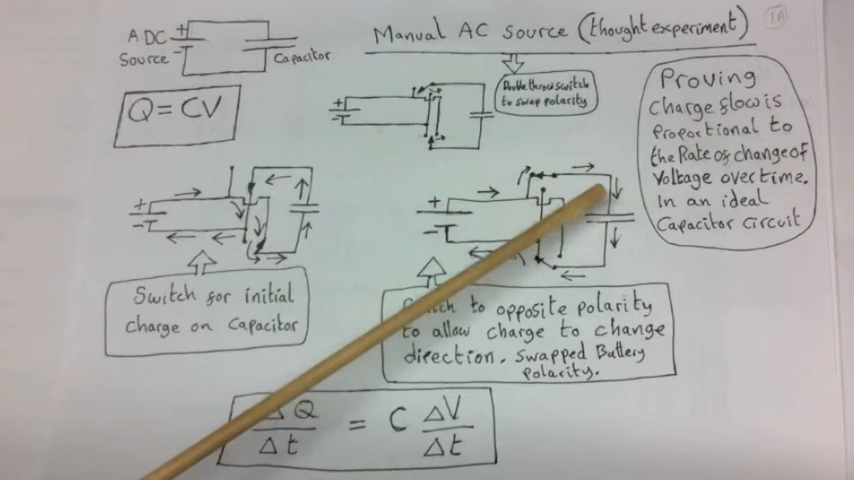 Manual AC source (thought experiment)
1A
A DC
Source
+
-
Capacitor
Q = CV
Double throw switch
to swap polarity
+
-
Proving
Charge flow is
Proportional to
the Rate of change of
Voltage over time.
In an ideal
Capacitor circuit
+
-
+
-
Switch for initial
charge on capacitor
to opposite polarity
to allow charge to change
direction. Swapped Battery
polarity.
ΔQ
Δt
= C
ΔV
Δt